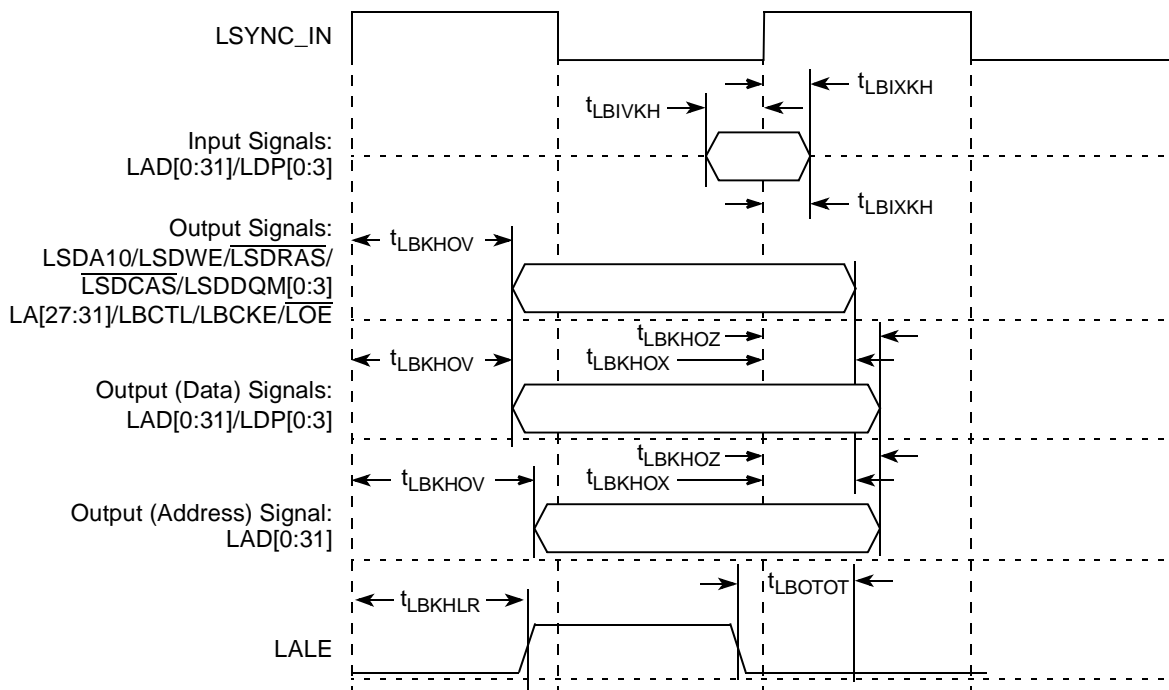 LSYNC_IN
tLBIXKH
tLBIVKH
Input Signals:
LAD[0:31]/LDP[0:3]
tLBIXKH
Output Signals:
LSDA10/LSDWE/LSDRAS/
LSDCAS/LSDDQM[0:3]
LA[27:31]/LBCTL/LBCKE/LOE
tLBKHOV
tLBKHOZ
tLBKHOV
tLBKHOX
Output (Data) Signals:
LAD[0:31]/LDP[0:3]
tLBKHOZ
tLBKHOV
tLBKHOX
Output (Address) Signal:
LAD[0:31]
tLBOTOT
tLBKHLR
LALE